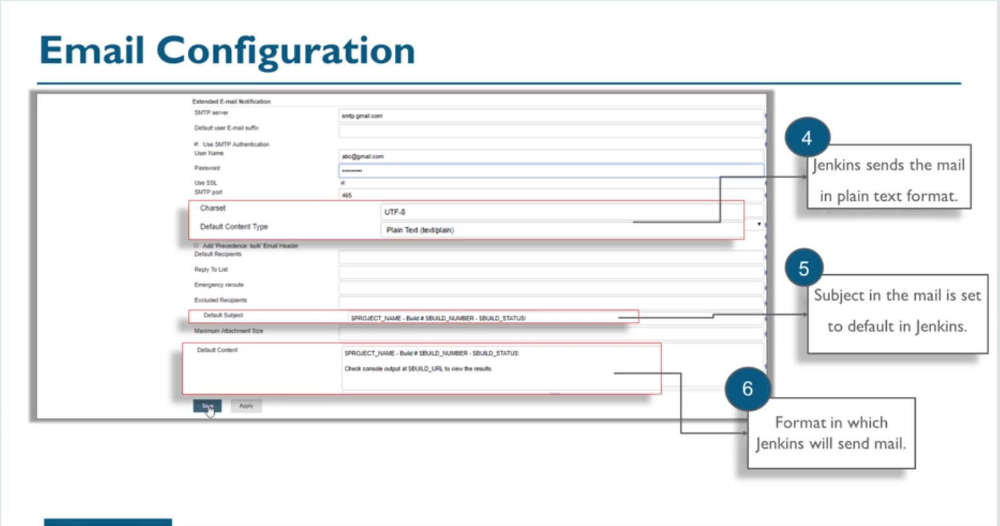 Email Configuration
Extended E-mail Notification
SMTP server
smtp.gmail.com
Default user E-mail suffix
Use SMTP Authentication
User Name
abc@gmail.com
Password
••••••••••
Use SSL
SMTP port
465
Charset
UTF-8
Default Content Type
Plain Text (text/plain)
Add 'Precedence: bulk' Email Header
Default Recipients
Reply To List
Emergency reroute
Excluded Recipients
Default Subject
$PROJECT_NAME - Build # $BUILD_NUMBER - $BUILD_STATUS!
Maximum Attachment Size
Default Content
$PROJECT_NAME - Build # $BUILD_NUMBER - $BUILD_STATUS:
Check console output at $BUILD_URL to view the results.
Save
Apply
4
Jenkins sends the mail
in plain text format.
5
Subject in the mail is set
to default in Jenkins.
6
Format in which
Jenkins will send mail.